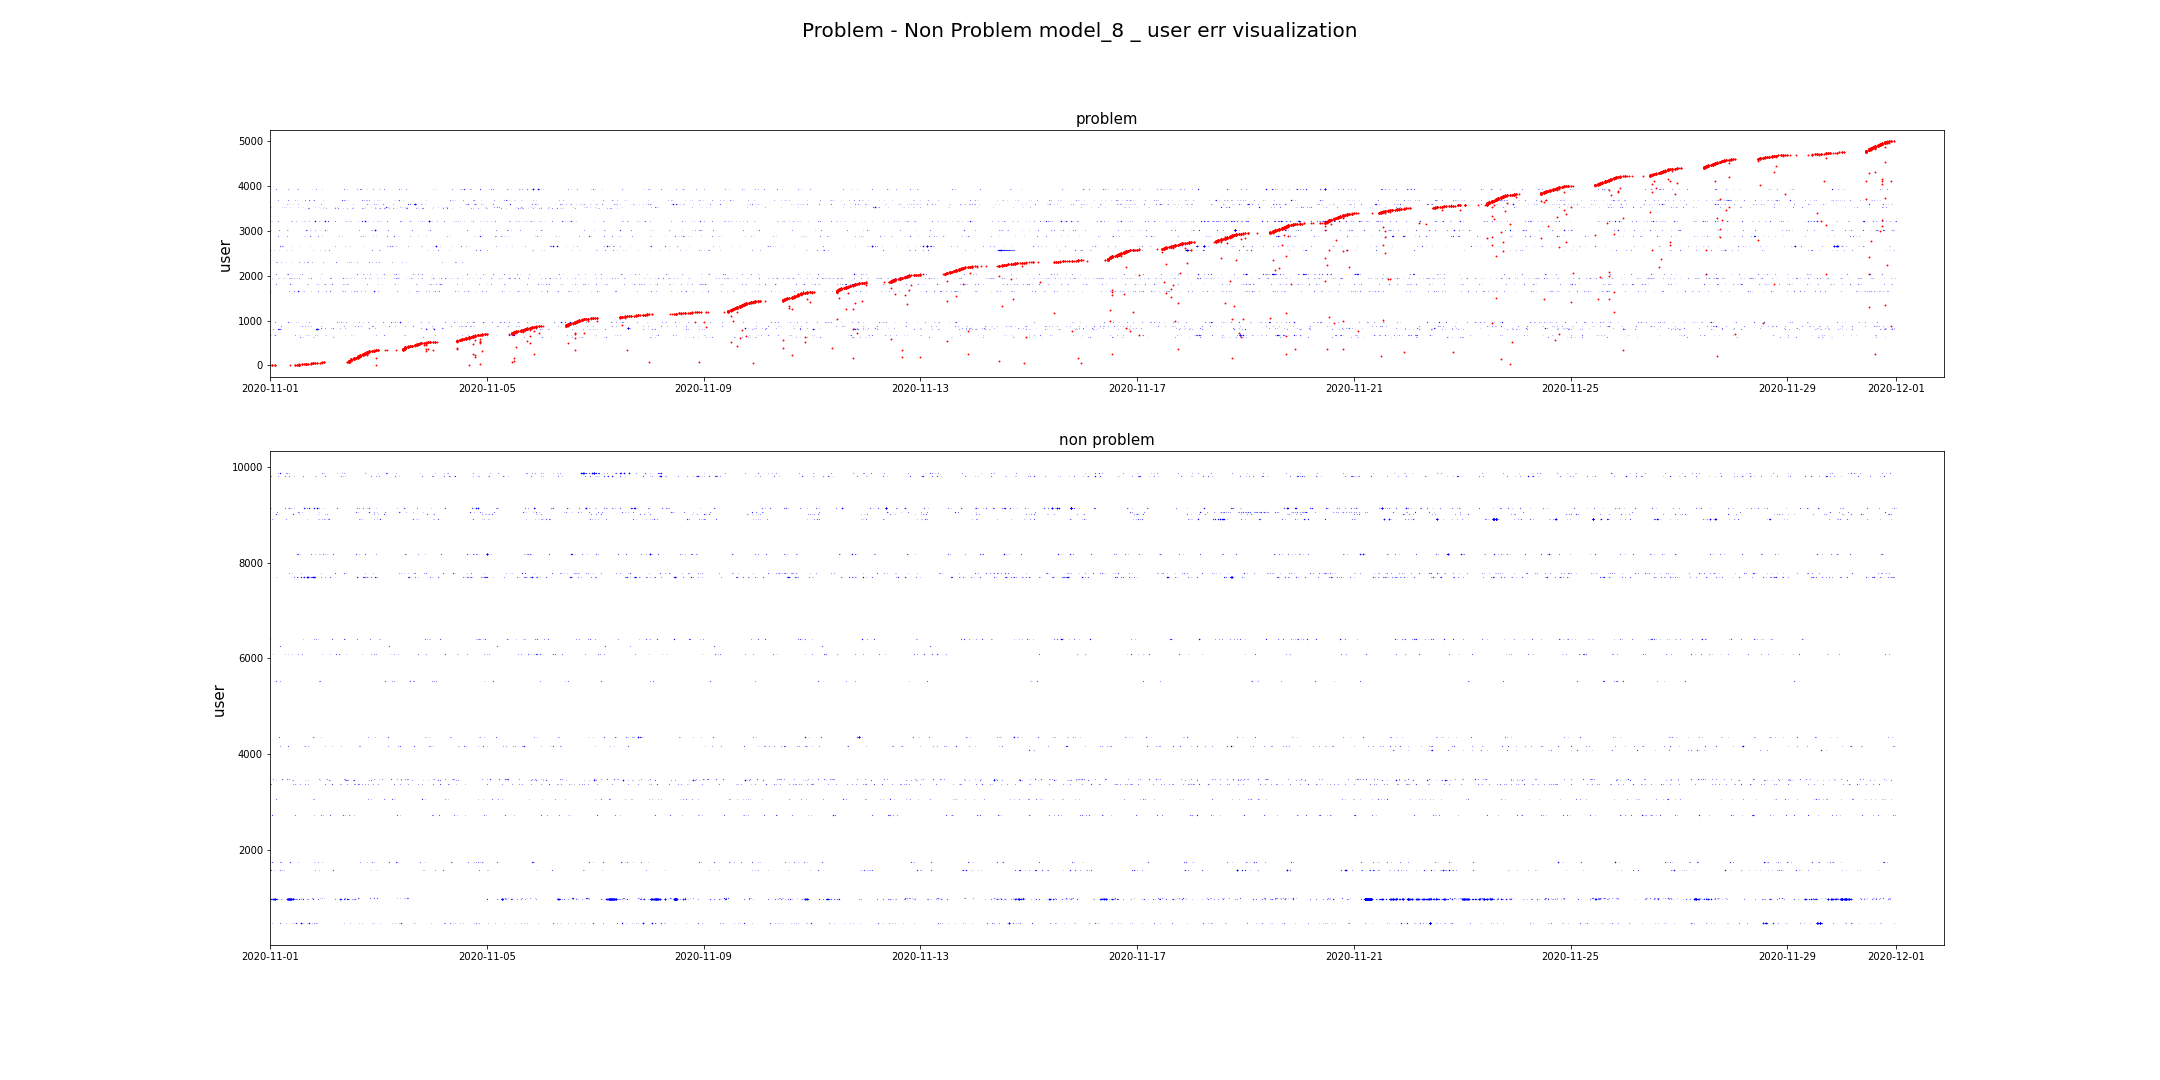 Problem - Non Problem model_8 _ user err visualization
problem
5000
4000
3000
2000
1000
0
user
2020-11-01 2020-11-05 2020-11-09 2020-11-13 2020-11-17 2020-11-21 2020-11-25 2020-11-29 2020-12-01
non problem
10000
8000
6000
4000
2000
user
2020-11-01 2020-11-05 2020-11-09 2020-11-13 2020-11-17 2020-11-21 2020-11-25 2020-11-29 2020-12-01